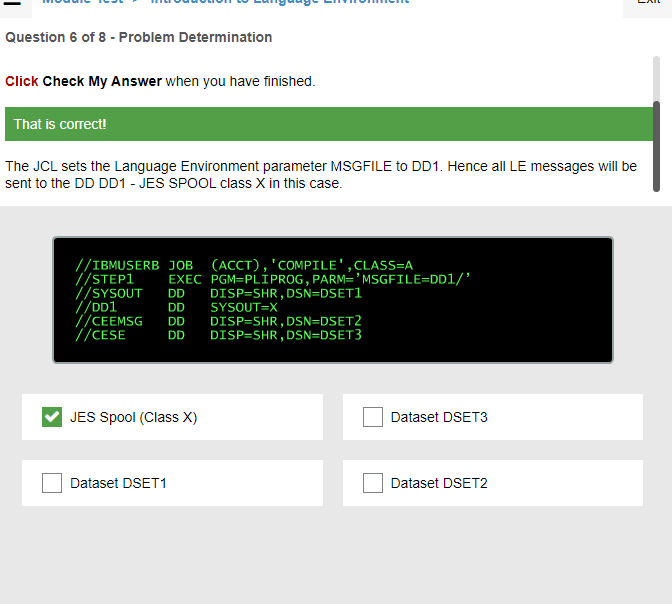 Module Test > Introduction to Language Environment
Exit
Question 6 of 8 - Problem Determination
Click Check My Answer when you have finished.
That is correct!
The JCL sets the Language Environment parameter MSGFILE to DD1. Hence all LE messages will be
sent to the DD DD1 - JES SPOOL class X in this case.
//IBMUSERB JOB (ACCT),'COMPILE',CLASS=A
//STEP1 EXEC PGM=PLIPROG,PARM='MSGFILE=DD1/'
//SYSOUT DD DISP=SHR,DSN=DSET1
//DD1 DD SYSOUT=X
//CEEMSG DD DISP=SHR,DSN=DSET2
//CESE DD DISP=SHR,DSN=DSET3
JES Spool (Class X)
Dataset DSET3
Dataset DSET1
Dataset DSET2